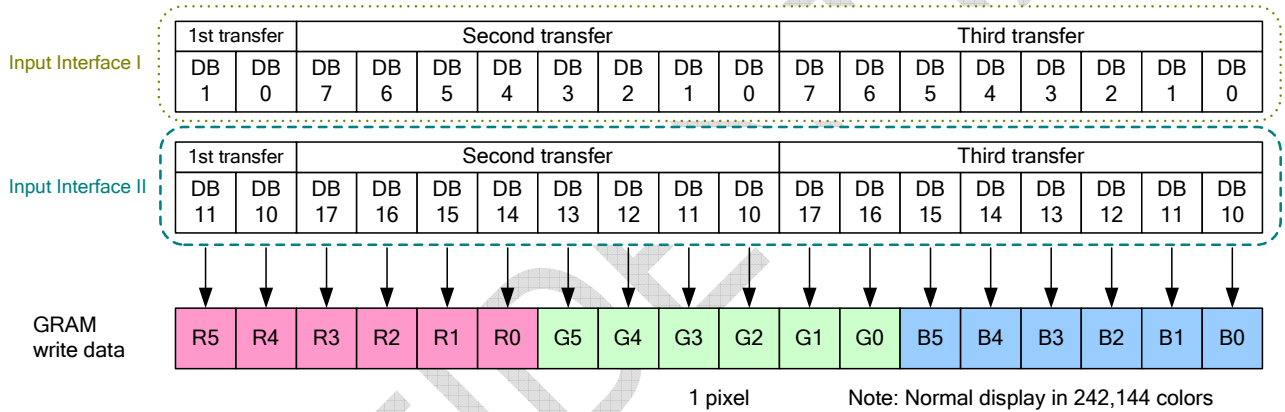 1st transfer Second transfer Third transfer
Input Interface I
DB 1 DB 0 DB 7 DB 6 DB 5 DB 4 DB 3 DB 2 DB 1 DB 0 DB 7 DB 6 DB 5 DB 4 DB 3 DB 2 DB 1 DB 0
1st transfer Second transfer Third transfer
Input Interface II
DB 11 DB 10 DB 17 DB 16 DB 15 DB 14 DB 13 DB 12 DB 11 DB 10 DB 17 DB 16 DB 15 DB 14 DB 13 DB 12 DB 11 DB 10
GRAM
write data
R5 R4 R3 R2 R1 R0 G5 G4 G3 G2 G1 G0 B5 B4 B3 B2 B1 B0
1 pixel Note: Normal display in 242,144 colors